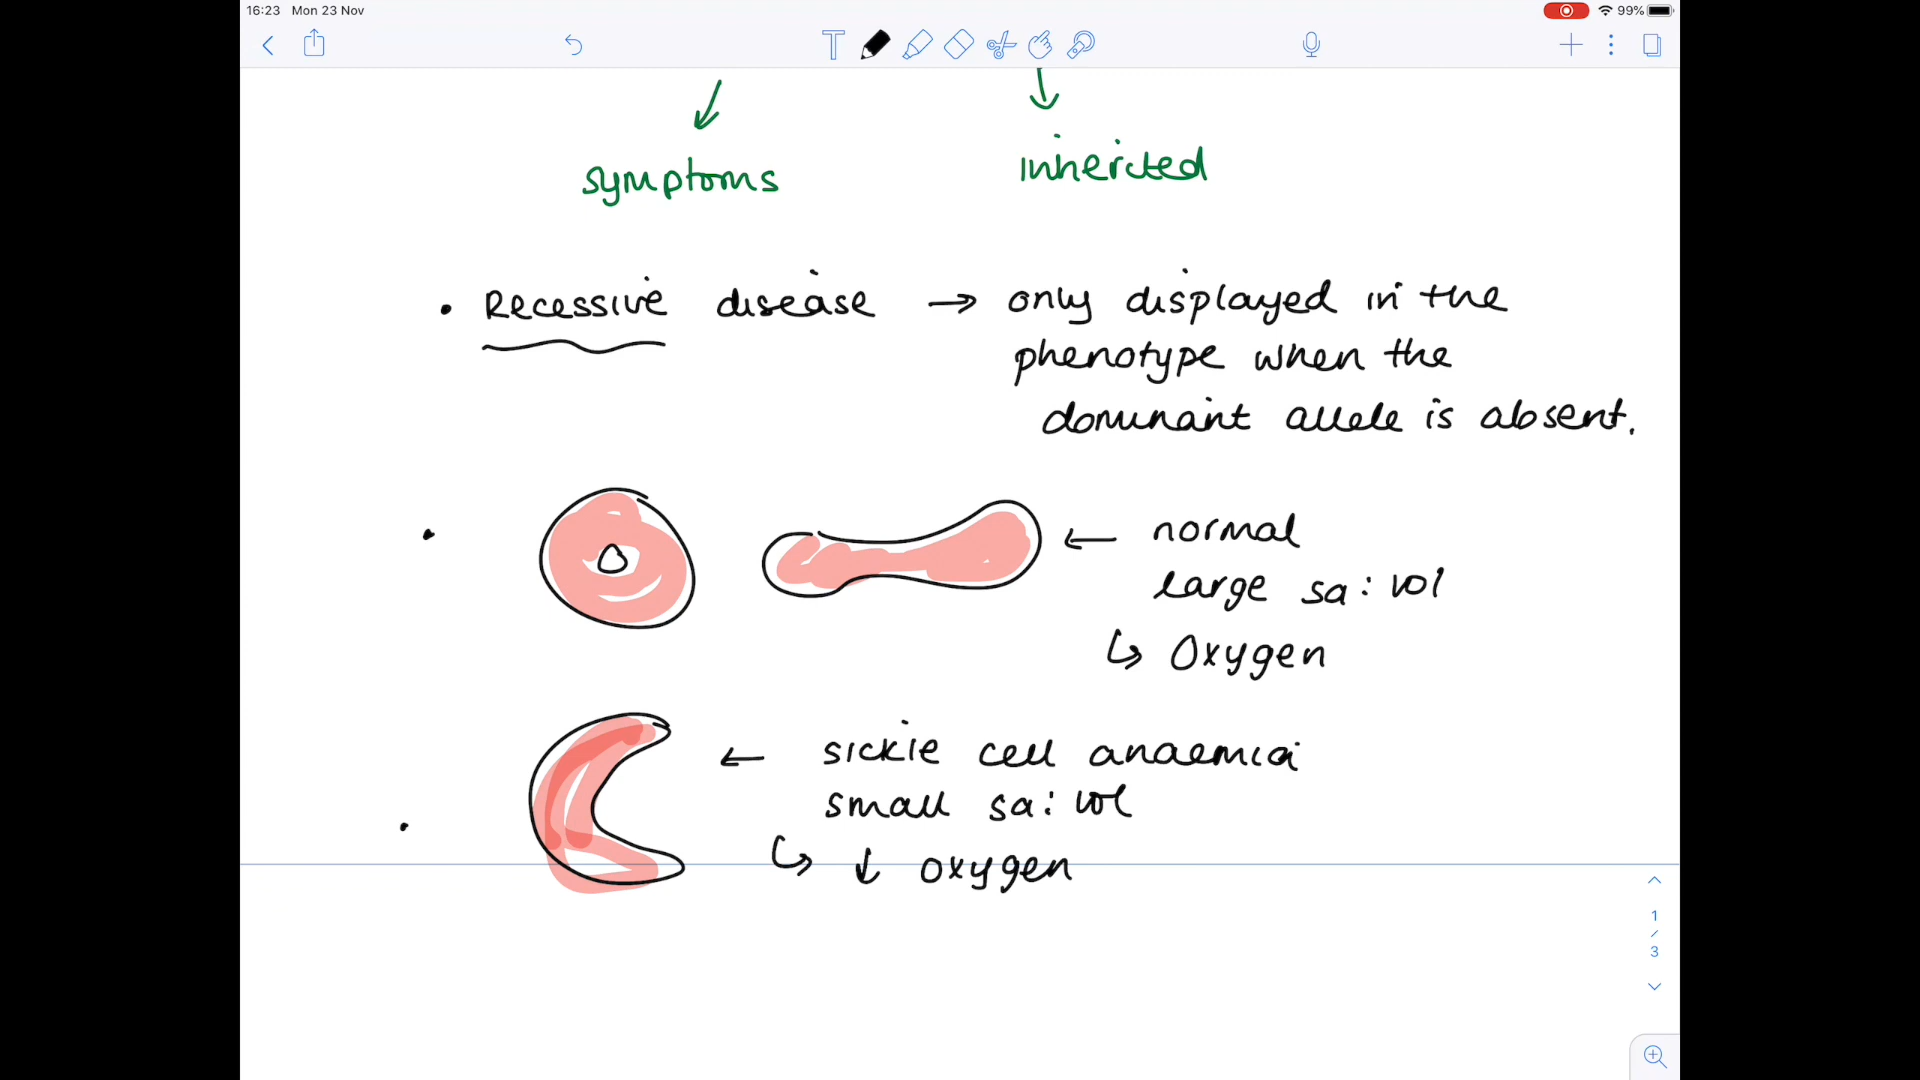 16:23 Mon 23 Nov
99%
T
symptoms
inherited
• Recessive disease → only displayed in the
phenotype when the
dominant allele is absent.
• ← normal
large sa : vol
↳ Oxygen
← sickle cell anaemia
small sa : vol
• ↳ ↓ oxygen
1
/
3